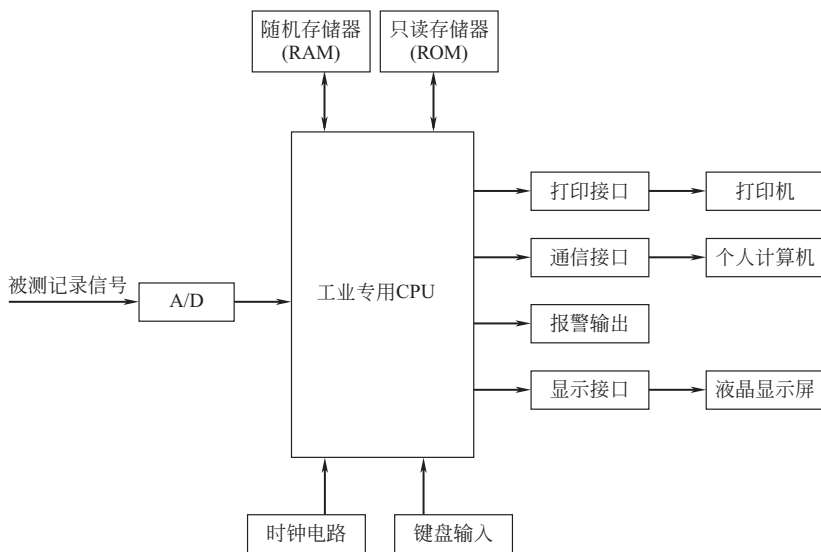 随机存储器
(RAM)
只读存储器
(ROM)
打印接口
打印机
通信接口
个人计算机
被测记录信号
A/D
工业专用CPU
报警输出
显示接口
液晶显示屏
时钟电路
键盘输入